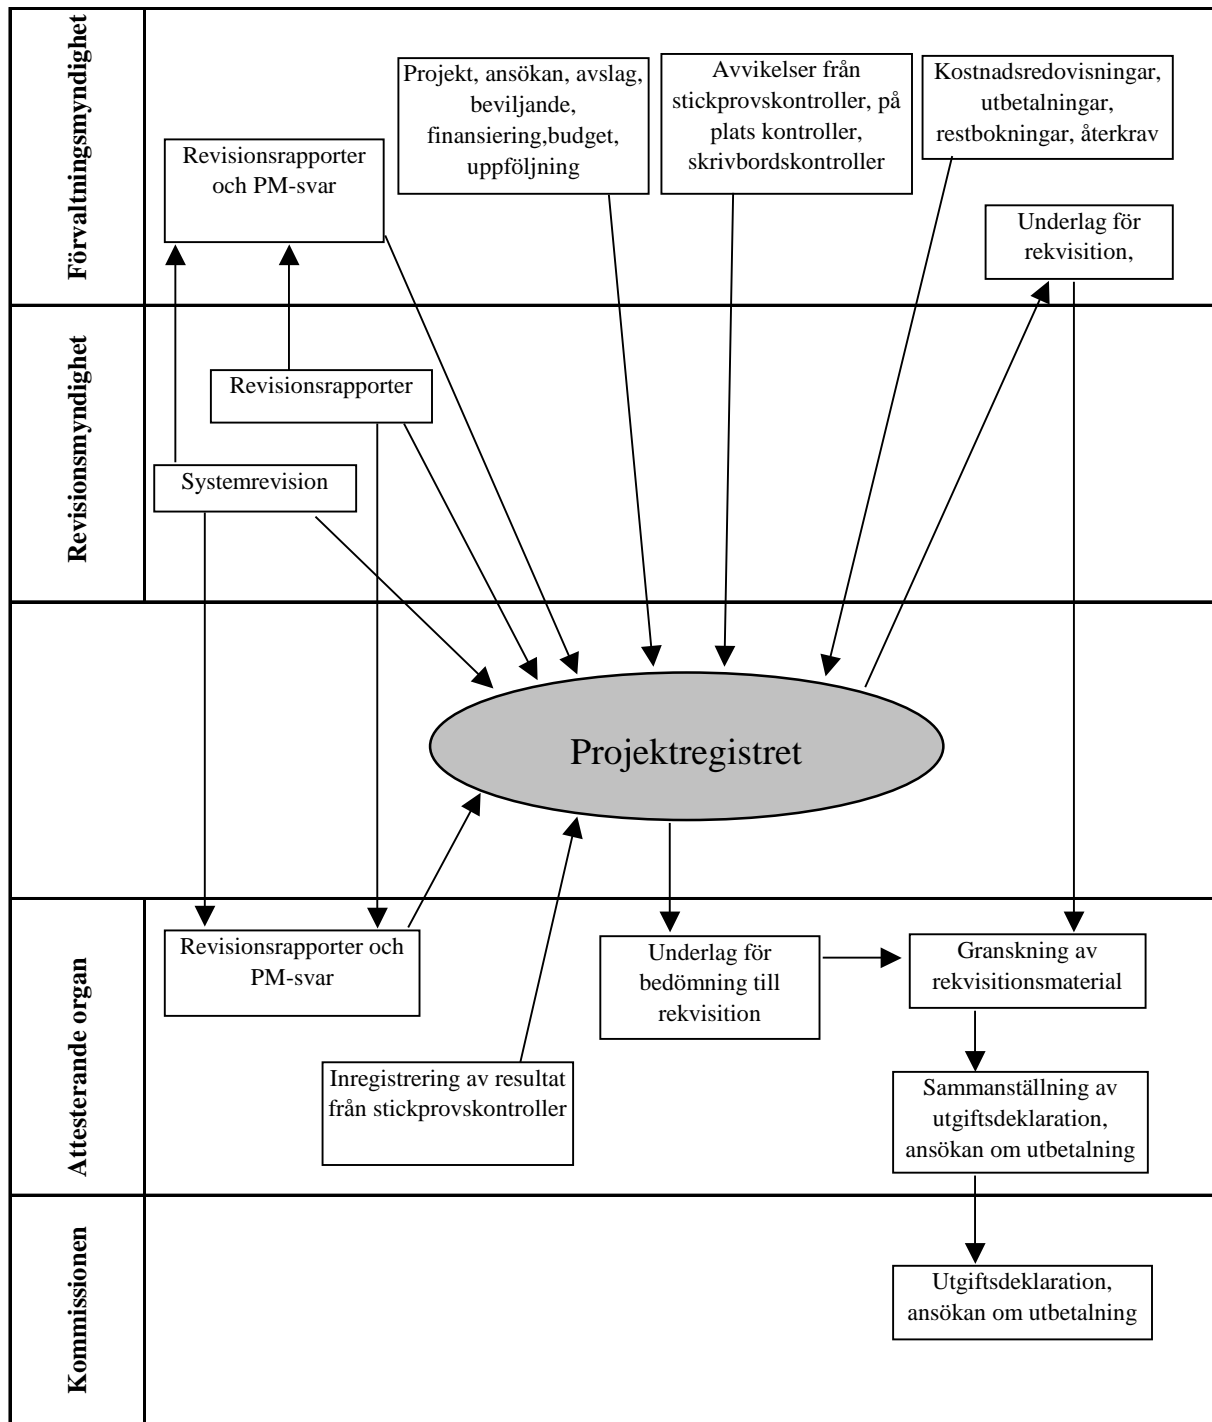 Förvaltningsmyndighet
Projekt, ansökan, avslag,
beviljande,
finansiering,budget,
uppföljning
Avvikelser från
stickprovskontroller, på
plats kontroller,
skrivbordskontroller
Kostnadsredovisningar,
utbetalningar,
restbokningar, återkrav
Revisionsrapporter
och PM-svar
Underlag för
rekvisition,
Revisionsmyndighet
Revisionsrapporter
Systemrevision
Projektregistret
Attesterande organ
Revisionsrapporter och
PM-svar
Underlag för
bedömning till
rekvisition
Granskning av
rekvisitionsmaterial
Inregistrering av resultat
från stickprovskontroller
Sammanställning av
utgiftsdeklaration,
ansökan om utbetalning
Kommissionen
Utgiftsdeklaration,
ansökan om utbetalning